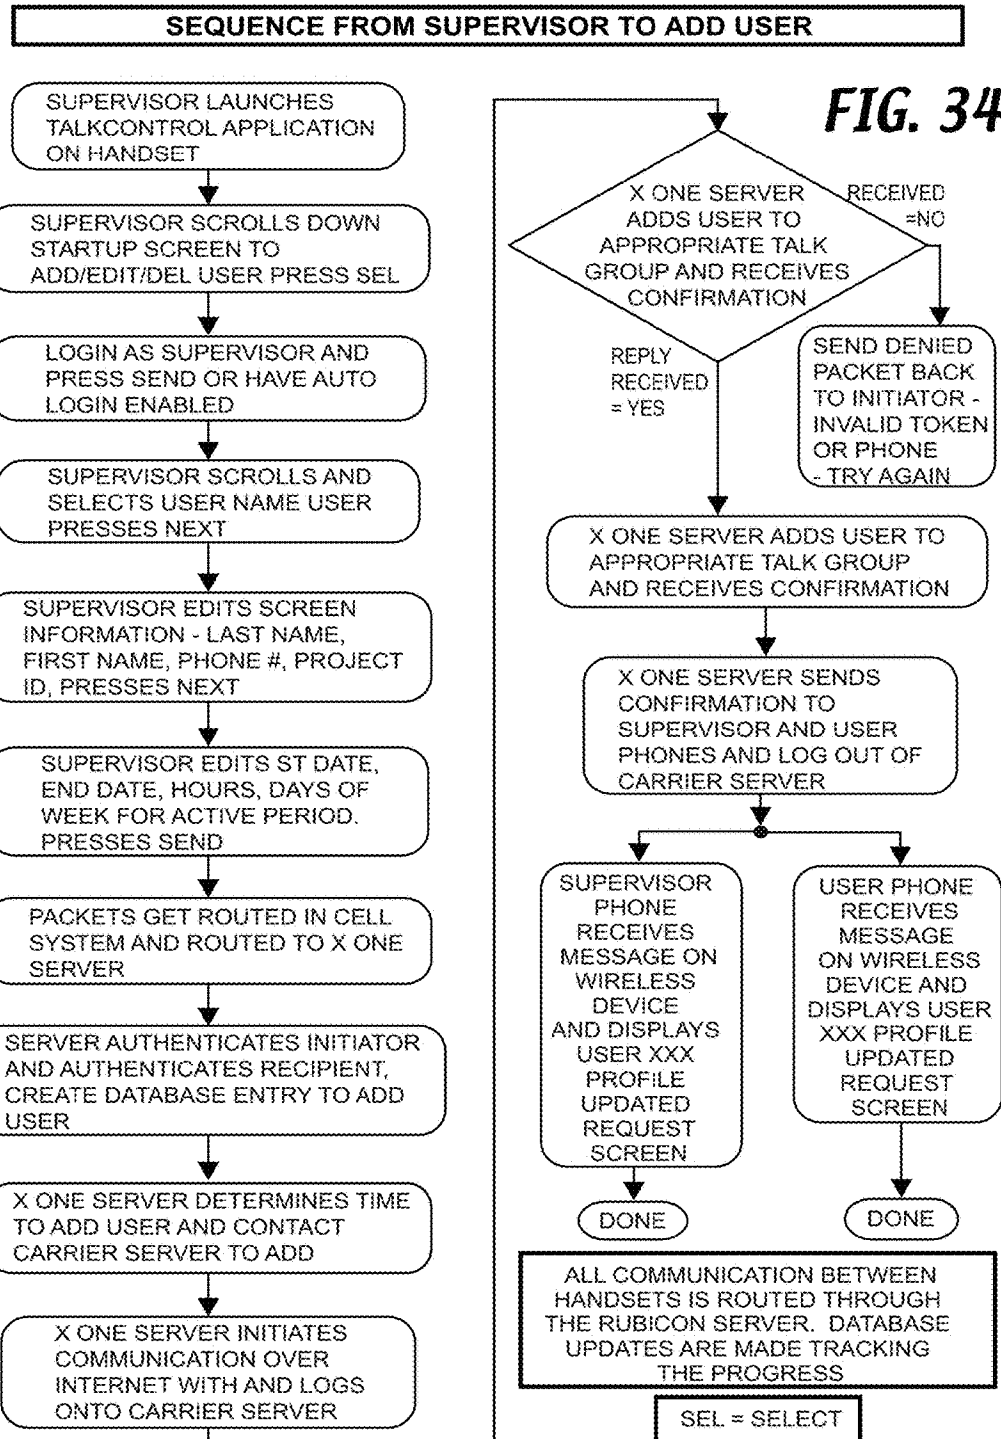 SEQUENCE FROM SUPERVISOR TO ADD USER
FIG. 34
SUPERVISOR LAUNCHES
TALKCONTROL APPLICATION
ON HANDSET
SUPERVISOR SCROLLS DOWN
STARTUP SCREEN TO
ADD/EDIT/DEL USER PRESS SEL
LOGIN AS SUPERVISOR AND
PRESS SEND OR HAVE AUTO
LOGIN ENABLED
SUPERVISOR SCROLLS AND
SELECTS USER NAME USER
PRESSES NEXT
SUPERVISOR EDITS SCREEN
INFORMATION - LAST NAME,
FIRST NAME, PHONE #, PROJECT
ID, PRESSES NEXT
SUPERVISOR EDITS ST DATE,
END DATE, HOURS, DAYS OF
WEEK FOR ACTIVE PERIOD.
PRESSES SEND
PACKETS GET ROUTED IN CELL
SYSTEM AND ROUTED TO X ONE
SERVER
SERVER AUTHENTICATES INITIATOR
AND AUTHENTICATES RECIPIENT,
CREATE DATABASE ENTRY TO ADD
USER
X ONE SERVER DETERMINES TIME
TO ADD USER AND CONTACT
CARRIER SERVER TO ADD
X ONE SERVER INITIATES
COMMUNICATION OVER
INTERNET WITH AND LOGS
ONTO CARRIER SERVER
X ONE SERVER
ADDS USER TO
APPROPRIATE TALK
GROUP AND RECEIVES
CONFIRMATION
RECEIVED
=NO
SEND DENIED
PACKET BACK
TO INITIATOR -
INVALID TOKEN
OR PHONE
- TRY AGAIN
REPLY
RECEIVED
= YES
X ONE SERVER ADDS USER TO
APPROPRIATE TALK GROUP
AND RECEIVES CONFIRMATION
X ONE SERVER SENDS
CONFIRMATION TO
SUPERVISOR AND USER
PHONES AND LOG OUT OF
CARRIER SERVER
SUPERVISOR
PHONE
RECEIVES
MESSAGE ON
WIRELESS
DEVICE
AND DISPLAYS
USER XXX
PROFILE
UPDATED
REQUEST
SCREEN
DONE
USER PHONE
RECEIVES
MESSAGE
ON WIRELESS
DEVICE AND
DISPLAYS USER
XXX PROFILE
UPDATED
REQUEST
SCREEN
DONE
ALL COMMUNICATION BETWEEN
HANDSETS IS ROUTED THROUGH
THE RUBICON SERVER. DATABASE
UPDATES ARE MADE TRACKING
THE PROGRESS
SEL = SELECT